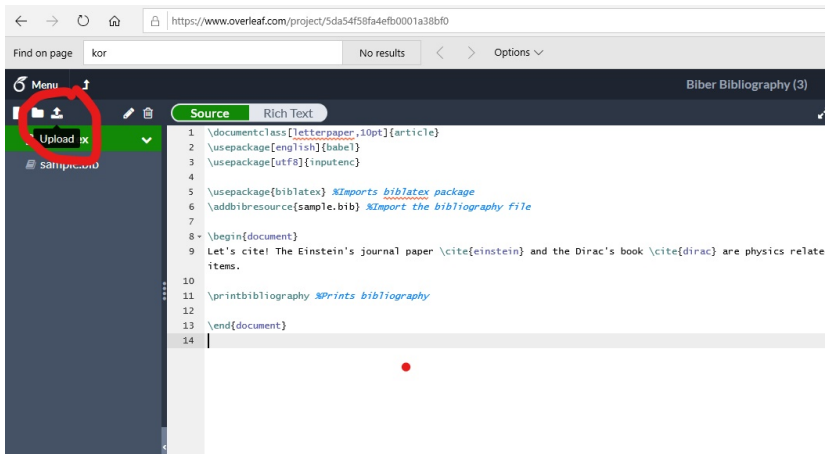 https://www.overleaf.com/project/5da54f58fa4efb0001a38bf0
Find on page kor No results Options
Menu Biber Bibliography (3)
Source Rich Text
Upload
sample.bib
1 \documentclass[letterpaper,10pt]{article}
2 \usepackage[english]{babel}
3 \usepackage[utf8]{inputenc}
4
5 \usepackage{biblatex} %Imports biblatex package
6 \addbibresource{sample.bib} %Import the bibliography file
7
8 \begin{document}
9 Let's cite! The Einstein's journal paper \cite{einstein} and the Dirac's book \cite{dirac} are physics relate
items.
10
11 \printbibliography %Prints bibliography
12
13 \end{document}
14